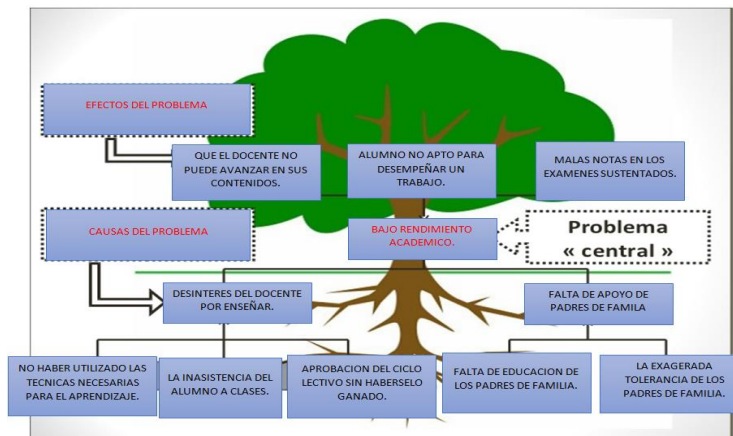 EFECTOS DEL PROBLEMA
QUE EL DOCENTE NO
PUEDE AVANZAR EN SUS
CONTENIDOS.
ALUMNO NO APTO PARA
DESEMPEÑAR UN
TRABAJO.
MALAS NOTAS EN LOS
EXAMENES SUSTENTADOS.
CAUSAS DEL PROBLEMA
BAJO RENDIMIENTO
ACADEMICO.
Problema
« central »
DESINTERES DEL DOCENTE
POR ENSEÑAR.
FALTA DE APOYO DE
PADRES DE FAMILA
NO HABER UTILIZADO LAS
TECNICAS NECESARIAS
PARA EL APRENDIZAJE.
LA INASISTENCIA DEL
ALUMNO A CLASES.
APROBACION DEL CICLO
LECTIVO SIN HABERSELO
GANADO.
FALTA DE EDUCACION DE
LOS PADRES DE FAMILIA.
LA EXAGERADA
TOLERANCIA DE LOS
PADRES DE FAMILIA.